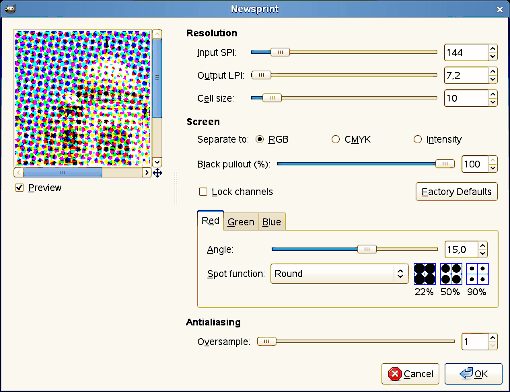 Newsprint
Resolution
Input SPI: 144
Output LPI: 7.2
Cell size: 10
Screen
Separate to: RGB CMYK Intensity
Black pullout (%): 100
Preview
Lock channels Factory Defaults
Red Green Blue
Angle: 15,0
Spot function: Round
22% 50% 90%
Antialiasing
Oversample: 1
Cancel OK